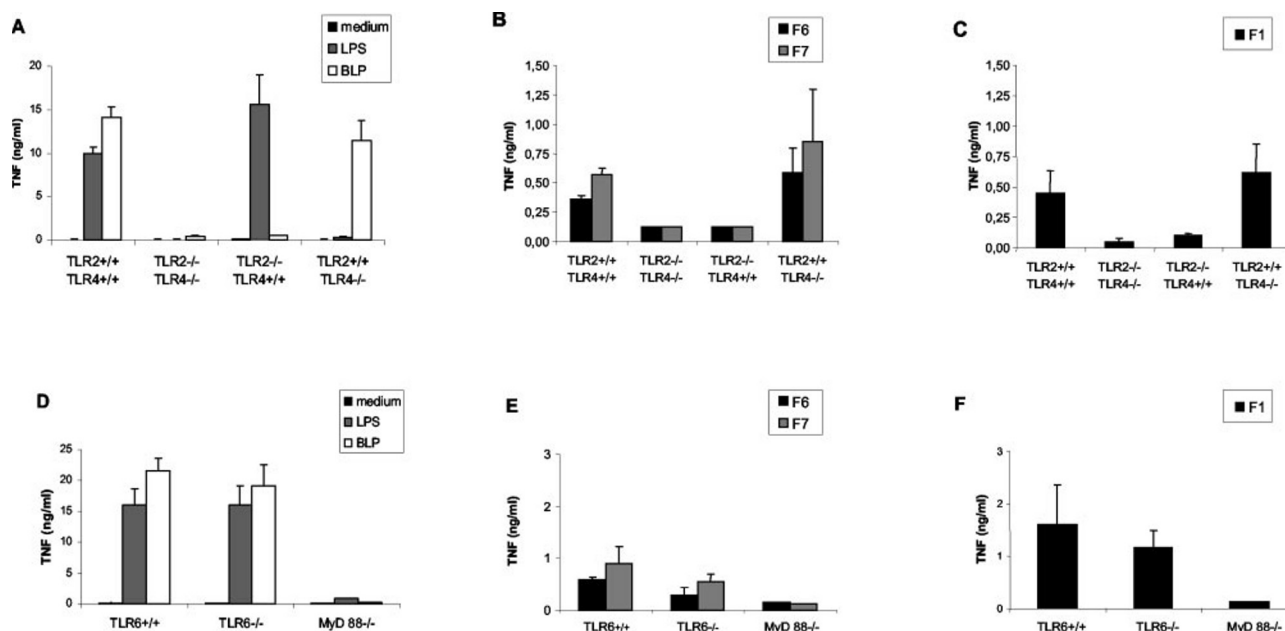 A
medium
LPS
BLP
TNF (ng/ml)
20
15
10
5
0
TLR2+/+ TLR2-/- TLR2-/- TLR2+/+
TLR4+/+ TLR4-/- TLR4+/+ TLR4-/-
B
F6
F7
TNF (ng/ml)
1,50
1,25
1,00
0,75
0,50
0,25
0,00
TLR2+/+ TLR2-/- TLR2-/- TLR2+/+
TLR4+/+ TLR4-/- TLR4+/+ TLR4-/-
C
F1
TNF (ng/ml)
1,50
1,25
1,00
0,75
0,50
0,25
0,00
TLR2+/+ TLR2-/- TLR2-/- TLR2+/+
TLR4+/+ TLR4-/- TLR4+/+ TLR4-/-
D
medium
LPS
BLP
TNF (ng/ml)
25
20
15
10
5
0
TLR6+/+ TLR6-/- MyD 88-/-
E
F6
F7
TNF (ng/ml)
3
2
1
0
TLR6+/+ TLR6-/- MyD 88-/-
F
F1
TNF (ng/ml)
3
2
1
0
TLR6+/+ TLR6-/- MyD 88-/-